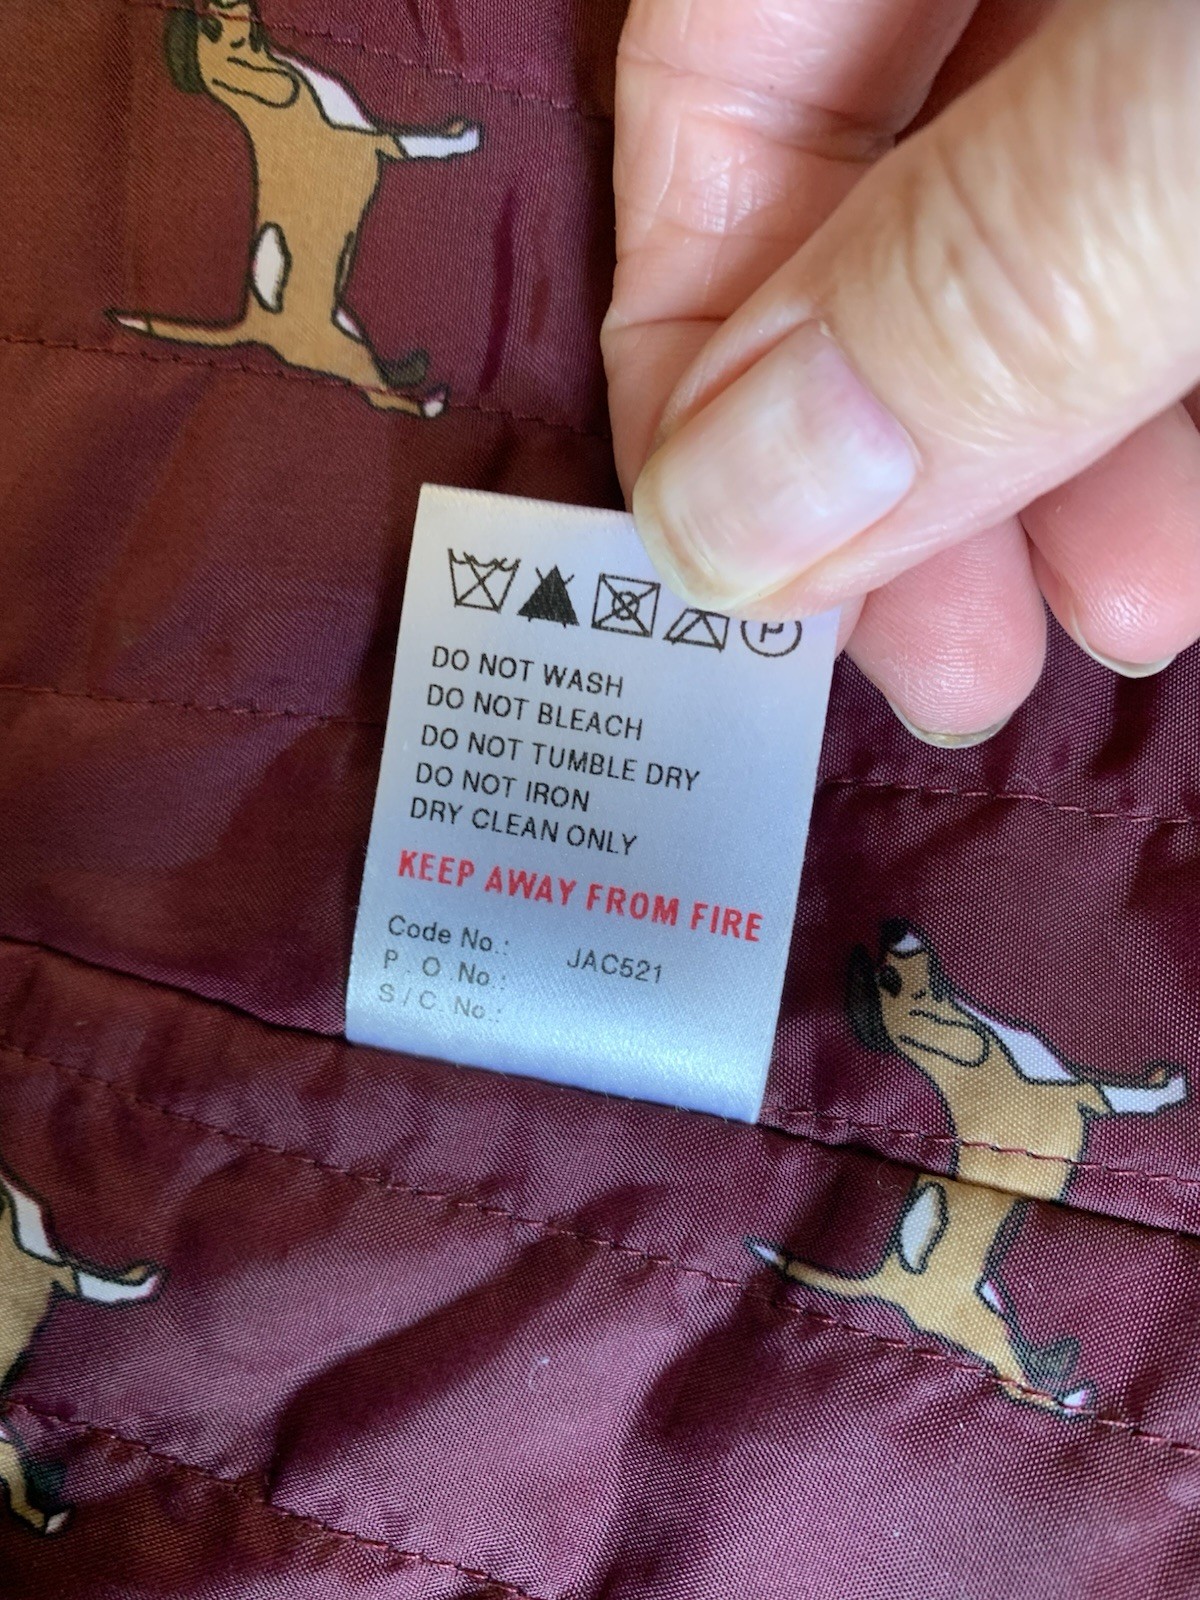 P
DO NOT WASH
DO NOT BLEACH
DO NOT TUMBLE DRY
DO NOT IRON
DRY CLEAN ONLY
KEEP AWAY FROM FIRE
Code No.: JAC521
P . O .No.:
S / C. No.: